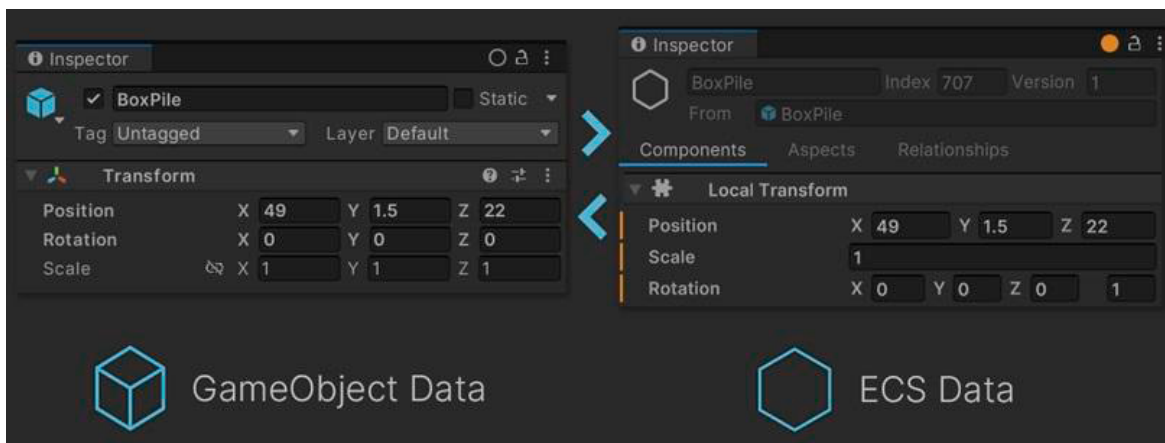 Inspector
BoxPile
Static
Tag Untagged Layer Default
Transform
Position X 49 Y 1.5 Z 22
Rotation X 0 Y 0 Z 0
Scale X 1 Y 1 Z 1
GameObject Data
Inspector
BoxPile Index 707 Version 1
From BoxPile
Components Aspects Relationships
Local Transform
Position X 49 Y 1.5 Z 22
Scale 1
Rotation X 0 Y 0 Z 0 1
ECS Data